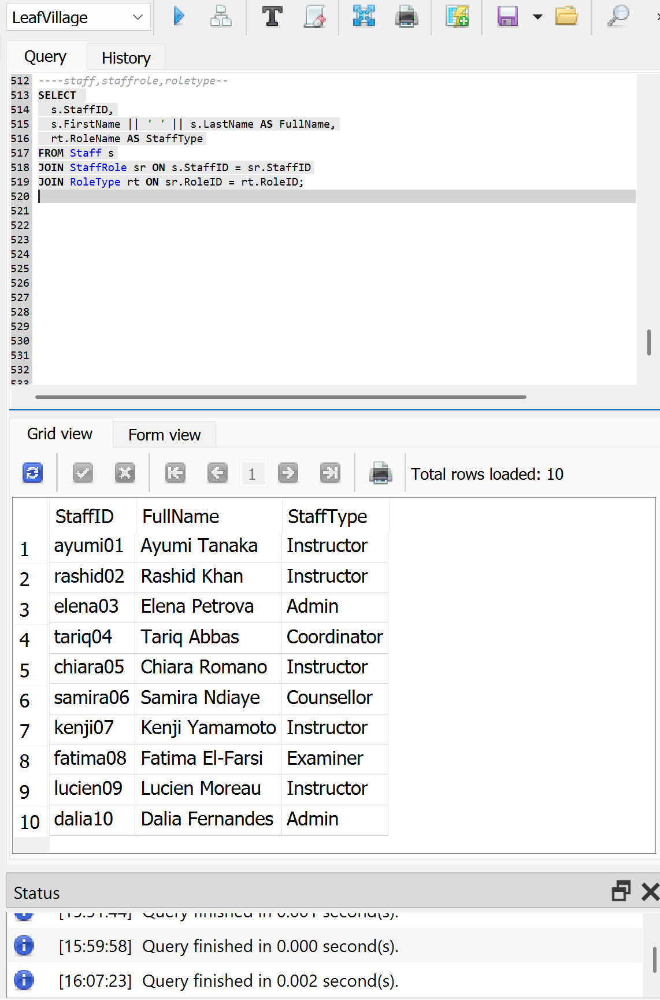 LeafVillage
Query History
512 ----staff,staffrole,roletype--
513 SELECT
514 s.StaffID,
515 s.FirstName || ' ' || s.LastName AS FullName,
516 rt.RoleName AS StaffType
517 FROM Staff s
518 JOIN StaffRole sr ON s.StaffID = sr.StaffID
519 JOIN RoleType rt ON sr.RoleID = rt.RoleID;
520
521
522
523
524
525
526
527
528
529
530
531
532
533
Grid view Form view
1 Total rows loaded: 10
StaffID FullName StaffType
1 ayumi01 Ayumi Tanaka Instructor
2 rashid02 Rashid Khan Instructor
3 elena03 Elena Petrova Admin
4 tariq04 Tariq Abbas Coordinator
5 chiara05 Chiara Romano Instructor
6 samira06 Samira Ndiaye Counsellor
7 kenji07 Kenji Yamamoto Instructor
8 fatima08 Fatima El-Farsi Examiner
9 lucien09 Lucien Moreau Instructor
10 dalia10 Dalia Fernandes Admin
Status
Query finished in 0.001 second(s).
[15:59:58] Query finished in 0.000 second(s).
[16:07:23] Query finished in 0.002 second(s).